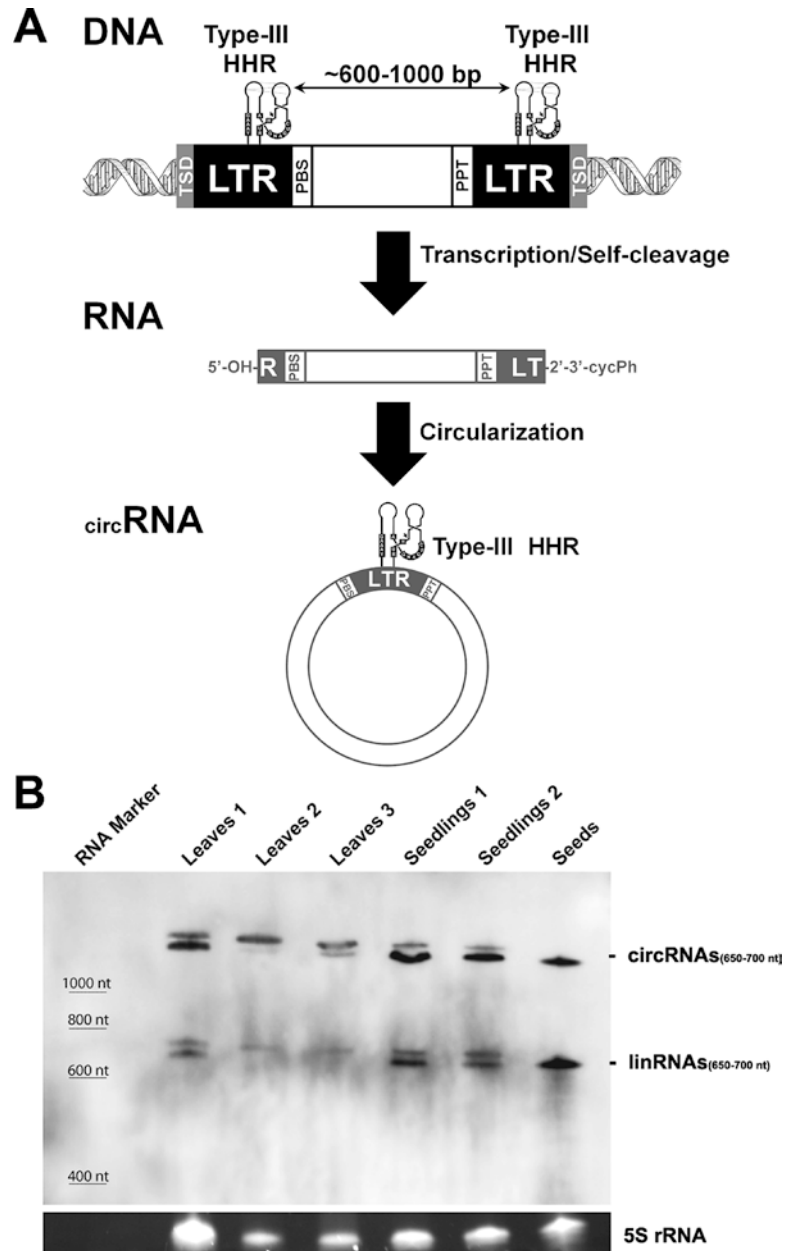 A
DNA
Type-III
HHR
Type-III
HHR
~600-1000 bp
TSD
LTR
PBS
PPT
LTR
TSD
Transcription/Self-cleavage
RNA
5'-OH-
R
PBS
PPT
LT
-2'-3'-cycPh
Circularization
circRNA
Type-III HHR
PBS
LTR
PPT
B
RNA Marker
Leaves 1
Leaves 2
Leaves 3
Seedlings 1
Seedlings 2
Seeds
- circRNAs(650-700 nt]
1000 nt
800 nt
600 nt
- linRNAs(650-700 nt)
400 nt
5S rRNA